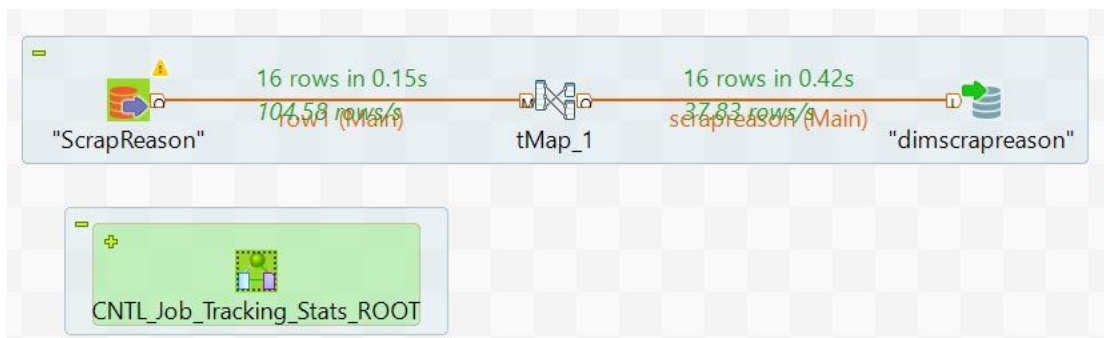 16 rows in 0.15s
104.58 rows/s
row1 (Main)
16 rows in 0.42s
37.83 rows/s
scrapreason (Main)
"ScrapReason"
tMap_1
"dimscrapreason"
M
O
I
CNTL_Job_Tracking_Stats_ROOT